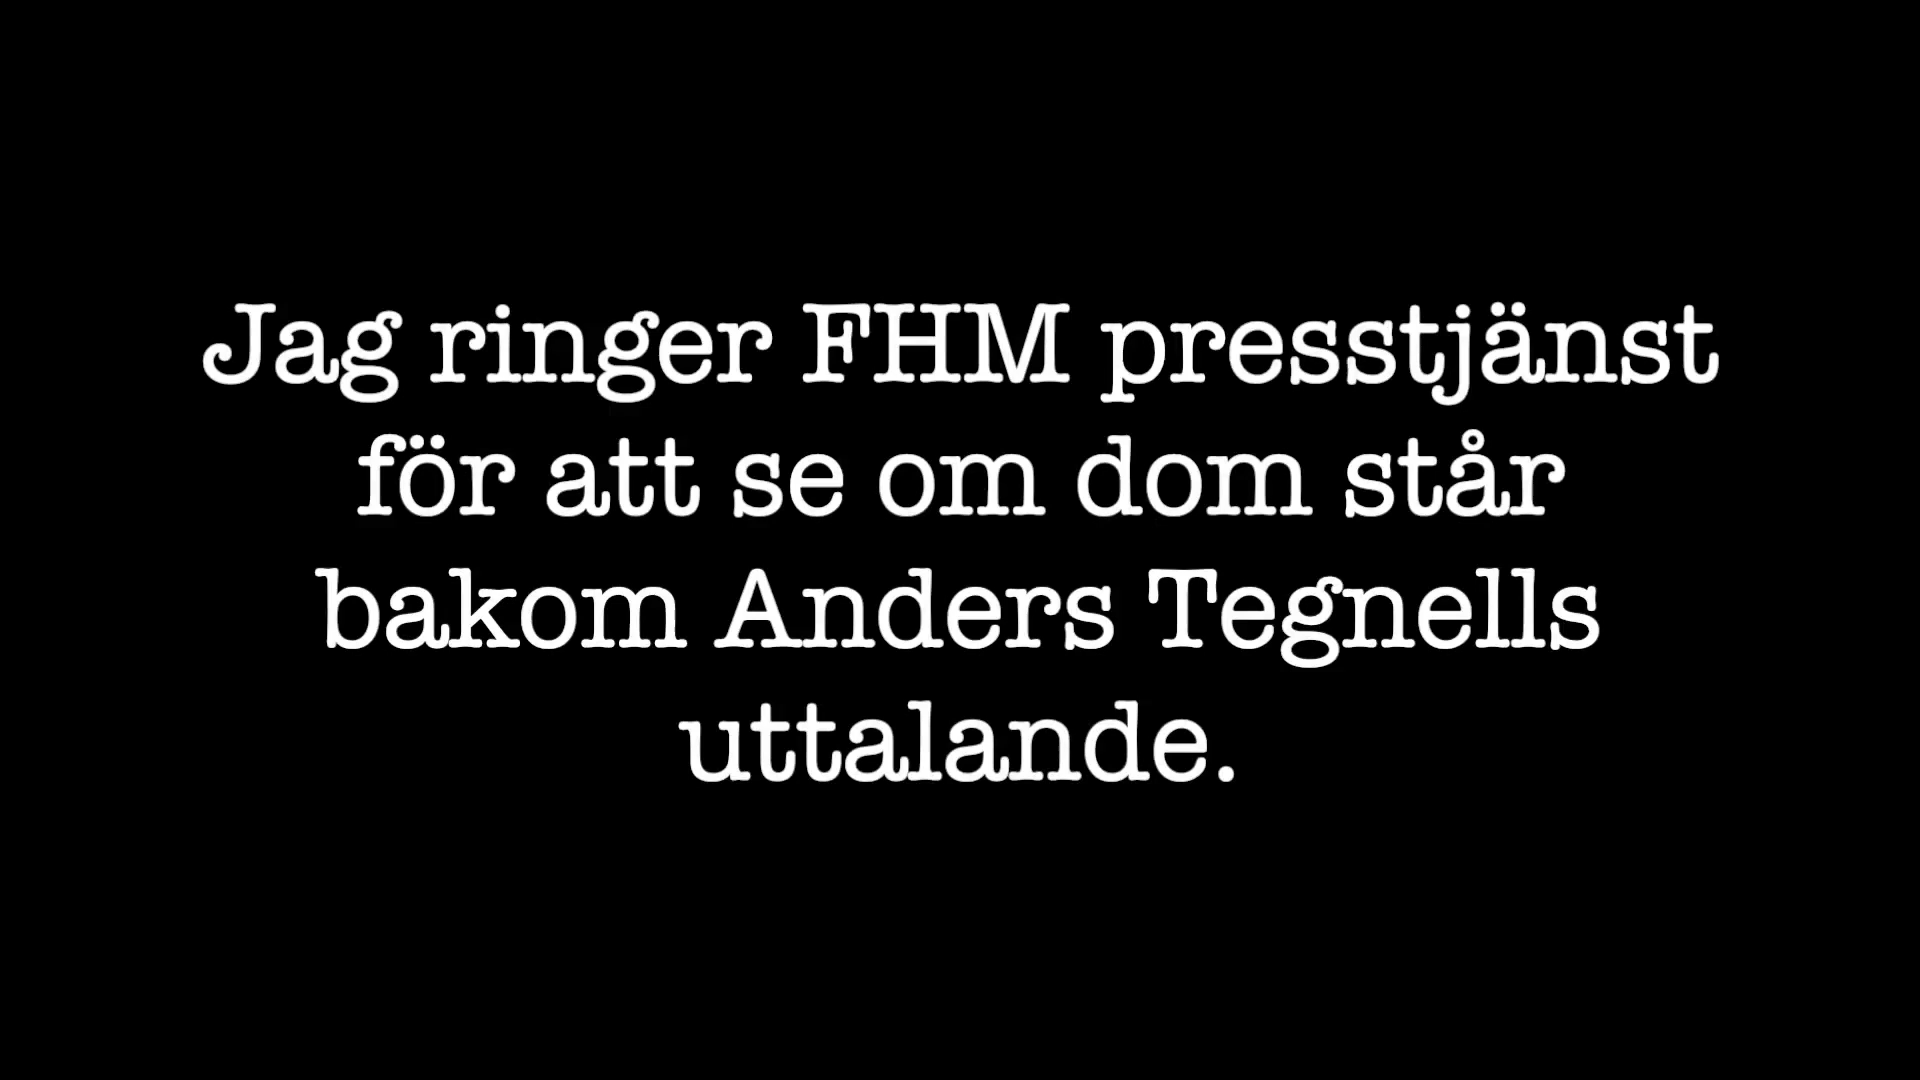 Jag ringer FHM presstjänst
för att se om dom står
bakom Anders Tegnells
uttalande.